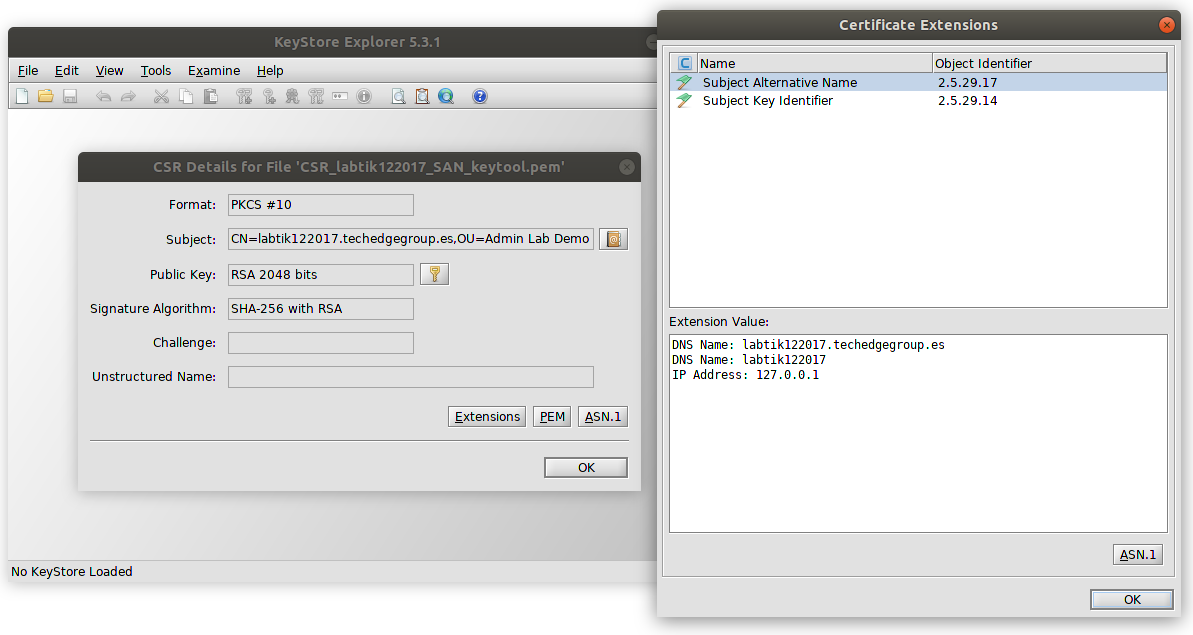 KeyStore Explorer 5.3.1
File Edit View Tools Examine Help
CSR Details for File 'CSR_labtik122017_SAN_keytool.pem'
Format: PKCS #10
Subject: CN=labtik122017.techedgegroup.es,OU=Admin Lab Demo
Public Key: RSA 2048 bits
Signature Algorithm: SHA-256 with RSA
Challenge:
Unstructured Name:
Extensions PEM ASN.1
OK
No KeyStore Loaded
Certificate Extensions
C Name Object Identifier
Subject Alternative Name 2.5.29.17
Subject Key Identifier 2.5.29.14
Extension Value:
DNS Name: labtik122017.techedgegroup.es
DNS Name: labtik122017
IP Address: 127.0.0.1
ASN.1
OK